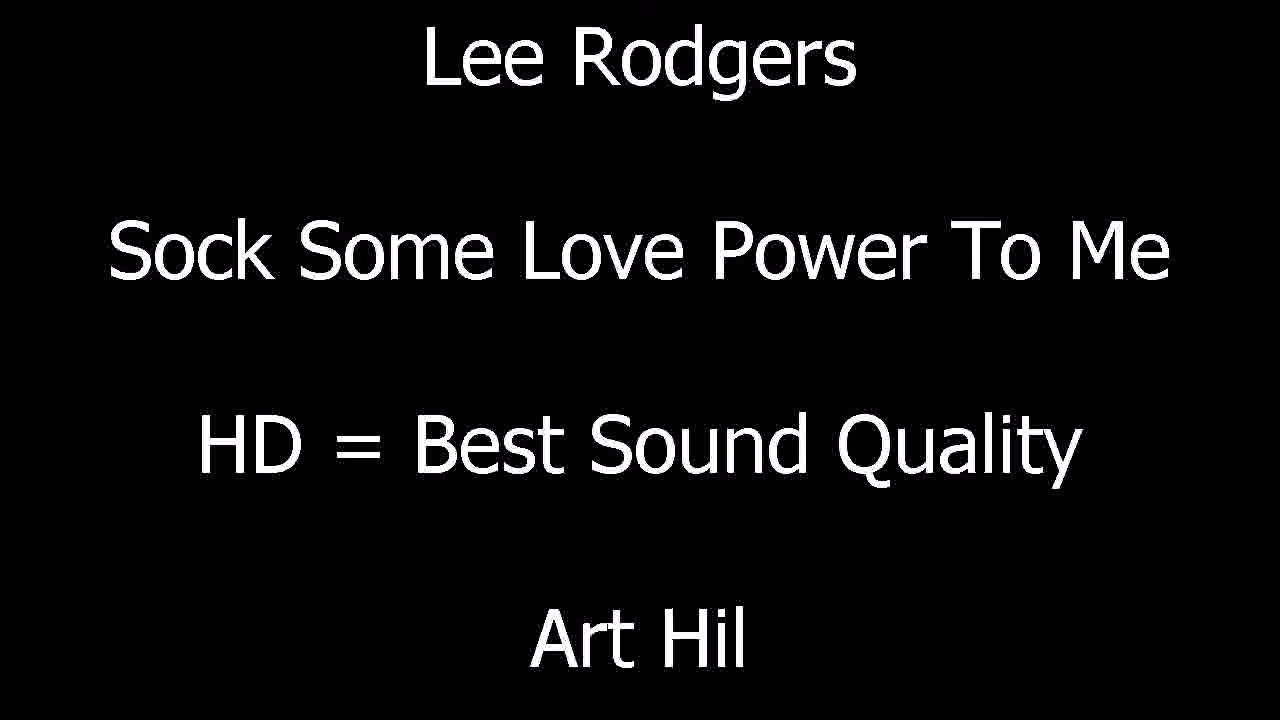 Lee Rodgers
Sock Some Love Power To Me
HD = Best Sound Quality
Art Hil